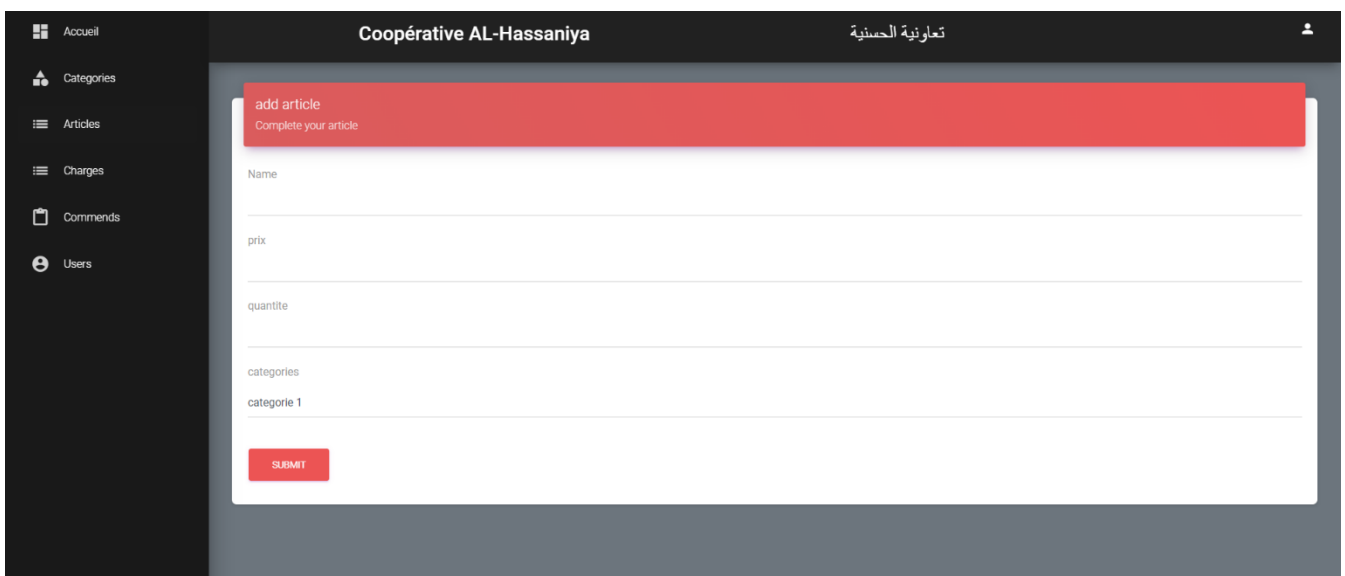 Accueil
Categories
Articles
Charges
Commends
Users
Coopérative AL-Hassaniya
تعاونية الحسنية
add article
Complete your article
Name
prix
quantite
categories
categorie 1
SUBMIT